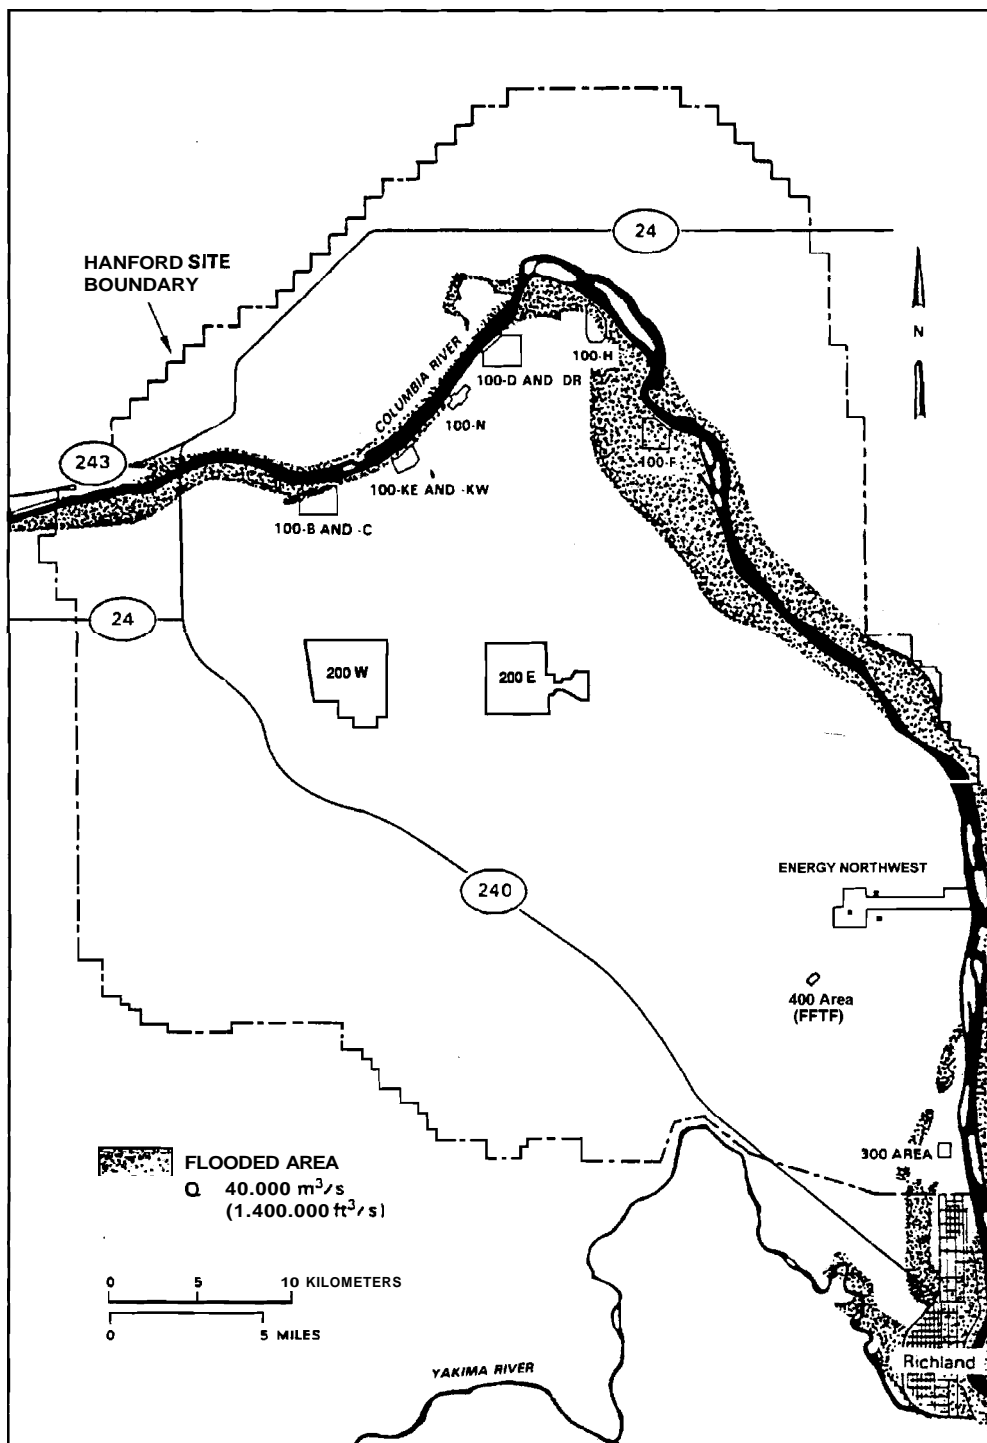 24
HANFORD SITE
BOUNDARY
N
COLUMBIA RIVER
100-H
100-D AND DR
100-N
243
100-F
100-KE AND -KW
100-B AND -C
24
200 W
200 E
ENERGY NORTHWEST
240
400 Area
(FFTF)
300 AREA
FLOODED AREA
Q 40.000 m³/s
(1.400.000 ft³/s)
0 5 10 KILOMETERS
0 5 MILES
Richland
YAKIMA RIVER